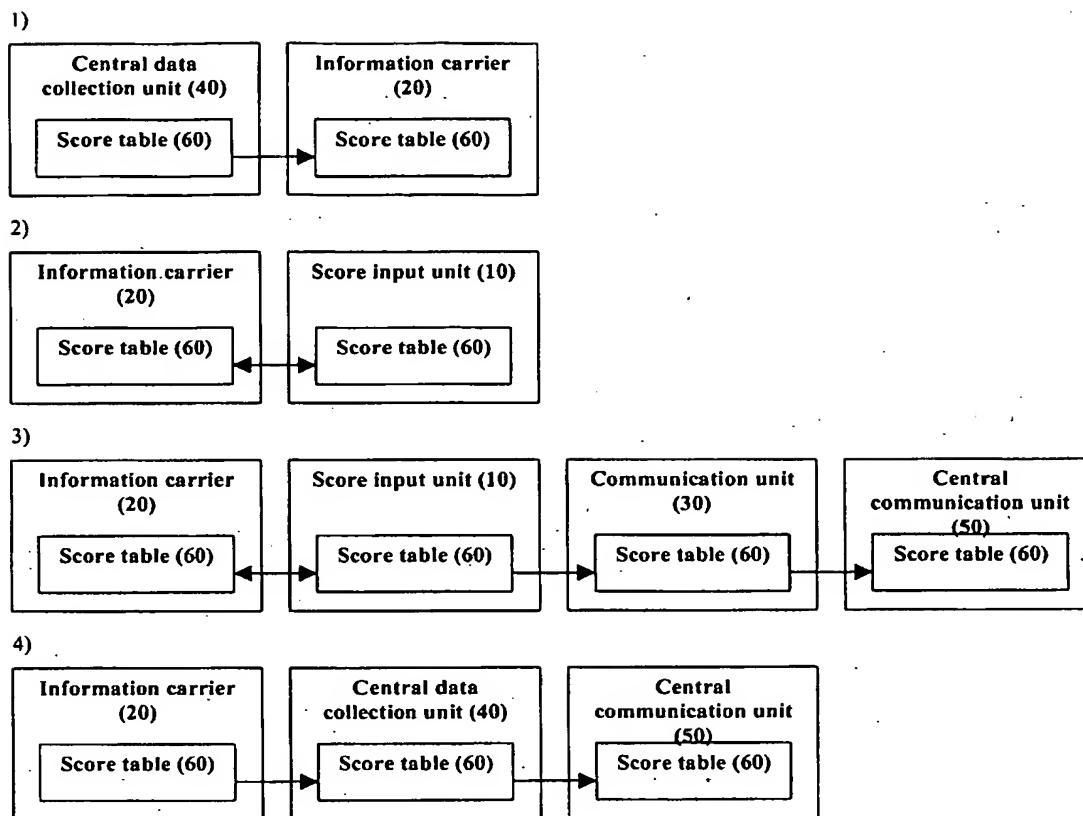 1)
Central data
collection unit (40)
Score table (60)
Information carrier
(20)
Score table (60)
2)
Information carrier
(20)
Score table (60)
Score input unit (10)
Score table (60)
3)
Information carrier
(20)
Score table (60)
Score input unit (10)
Score table (60)
Communication unit
(30)
Score table (60)
Central
communication unit
(50)
Score table (60)
4)
Information carrier
(20)
Score table (60)
Central data
collection unit (40)
Score table (60)
Central
communication unit
(50)
Score table (60)